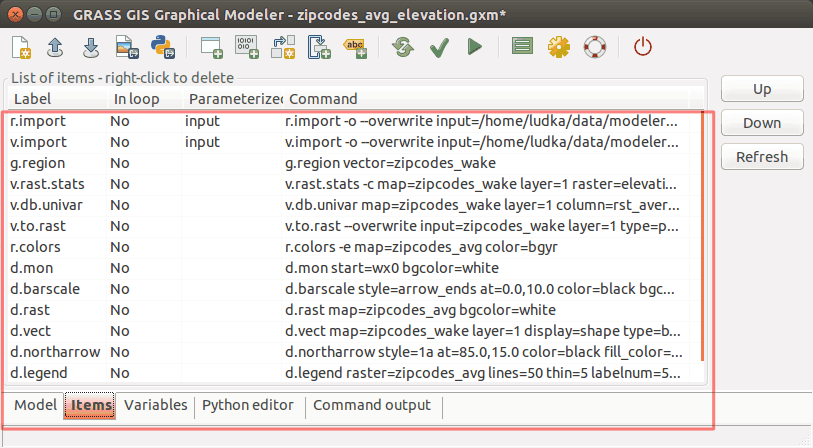 GRASS GIS Graphical Modeler - zipcodes_avg_elevation.gxm*
List of items - right-click to delete
Label In loop Parameterized Command
r.import No input r.import -o --overwrite input=/home/ludka/data/modeler...
v.import No input v.import -o --overwrite input=/home/ludka/data/modeler...
g.region No g.region vector=zipcodes_wake
v.rast.stats No v.rast.stats -c map=zipcodes_wake layer=1 raster=elevati...
v.db.univar No v.db.univar map=zipcodes_wake layer=1 column=rst_aver...
v.to.rast No v.to.rast --overwrite input=zipcodes_wake layer=1 type=p...
r.colors No r.colors -e map=zipcodes_avg color=bgyr
d.mon No d.mon start=wx0 bgcolor=white
d.barscale No d.barscale style=arrow_ends at=0.0,10.0 color=black bgc...
d.rast No d.rast map=zipcodes_avg bgcolor=white
d.vect No d.vect map=zipcodes_wake layer=1 display=shape type=b...
d.northarrow No d.northarrow style=1a at=85.0,15.0 color=black fill_color=...
d.legend No d.legend raster=zipcodes_avg lines=50 thin=5 labelnum=5...
Up
Down
Refresh
Model Items Variables Python editor Command output